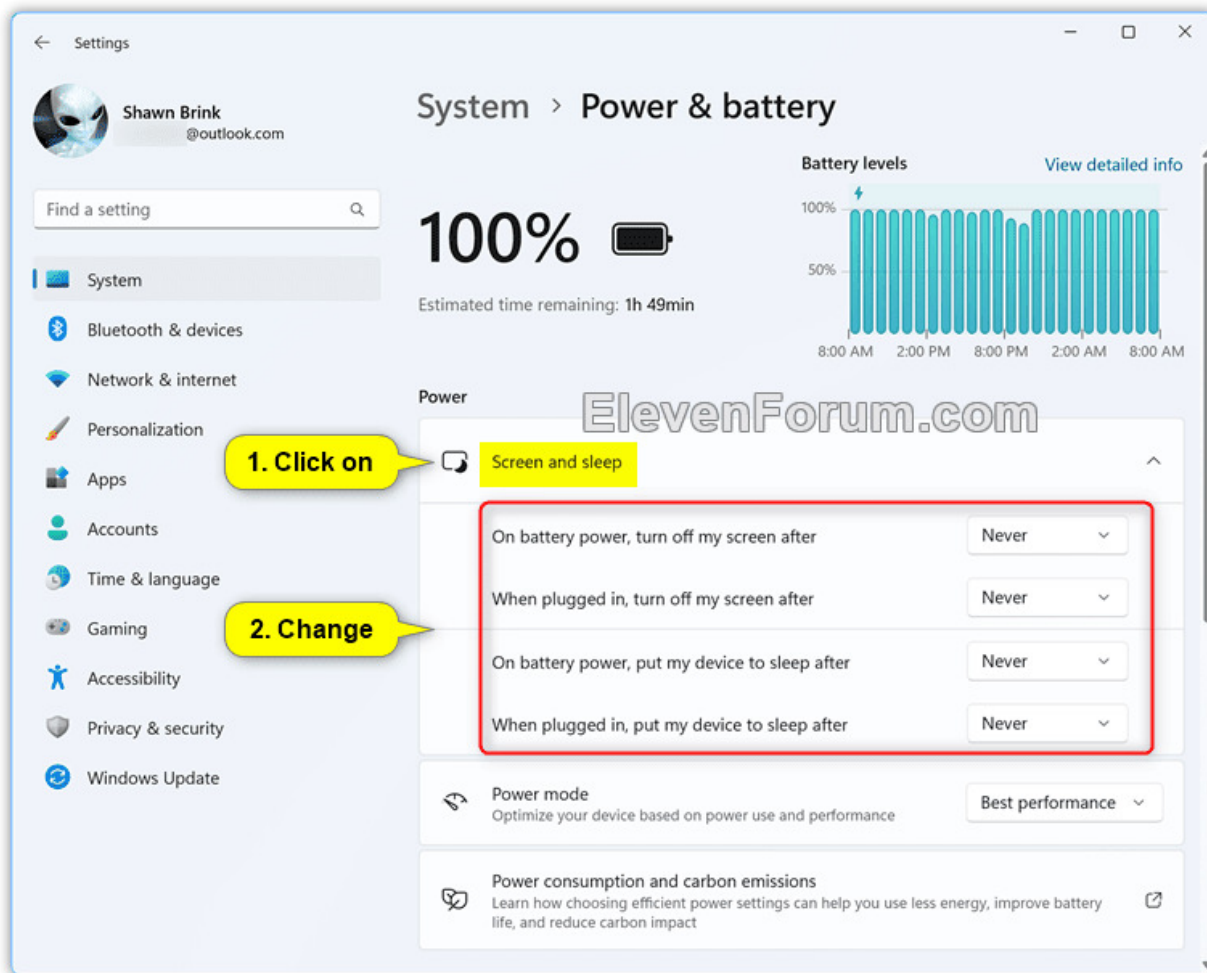 Settings
Shawn Brink
@outlook.com
Find a setting
System
Bluetooth & devices
Network & internet
Personalization
Apps
Accounts
Time & language
Gaming
Accessibility
Privacy & security
Windows Update
System > Power & battery
100%
Estimated time remaining: 1h 49min
Battery levels
View detailed info
100%
50%
8:00 AM 2:00 PM 8:00 PM 2:00 AM 8:00 AM
Power
ElevenForum.com
1. Click on
Screen and sleep
2. Change
On battery power, turn off my screen after Never
When plugged in, turn off my screen after Never
On battery power, put my device to sleep after Never
When plugged in, put my device to sleep after Never
Power mode
Optimize your device based on power use and performance
Best performance
Power consumption and carbon emissions
Learn how choosing efficient power settings can help you use less energy, improve battery
life, and reduce carbon impact